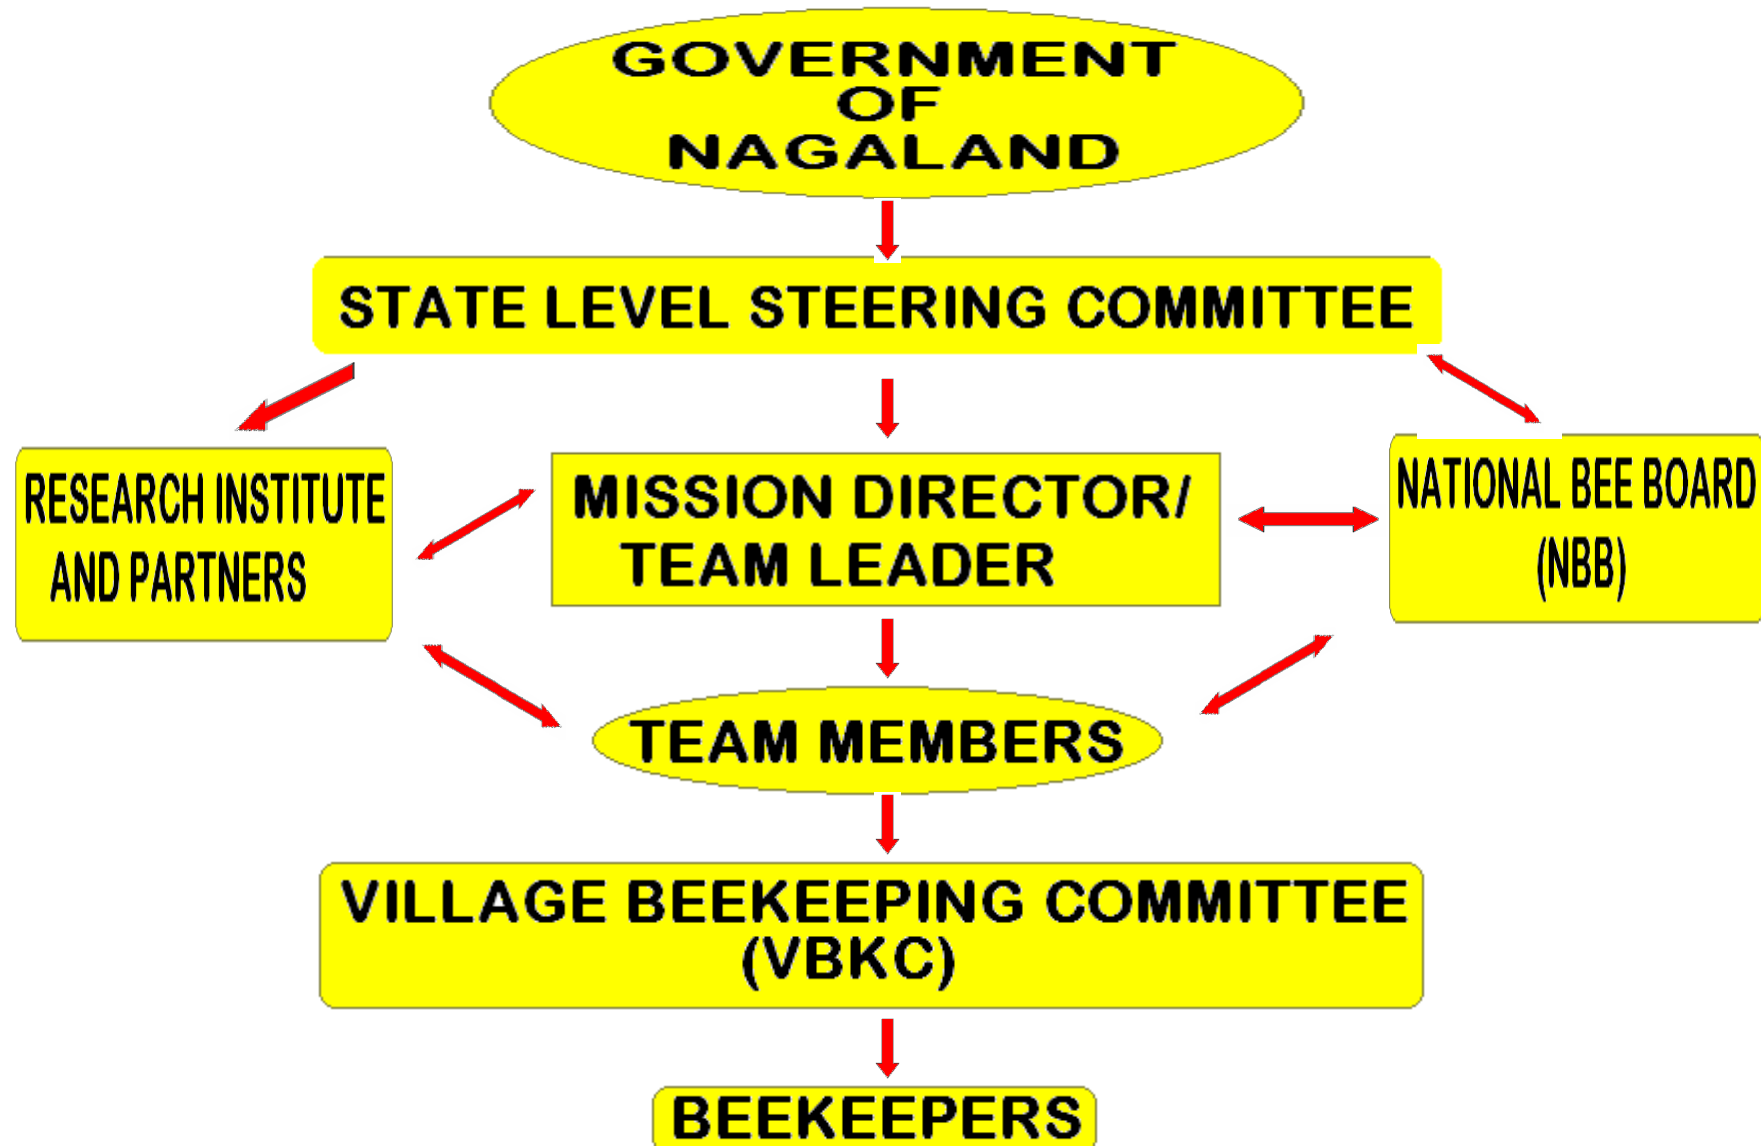 GOVERNMENT
OF
NAGALAND
STATE LEVEL STEERING COMMITTEE
RESEARCH INSTITUTE
AND PARTNERS
MISSION DIRECTOR/
TEAM LEADER
NATIONAL BEE BOARD
(NBB)
TEAM MEMBERS
VILLAGE BEEKEEPING COMMITTEE
(VBKC)
BEEKEEPERS